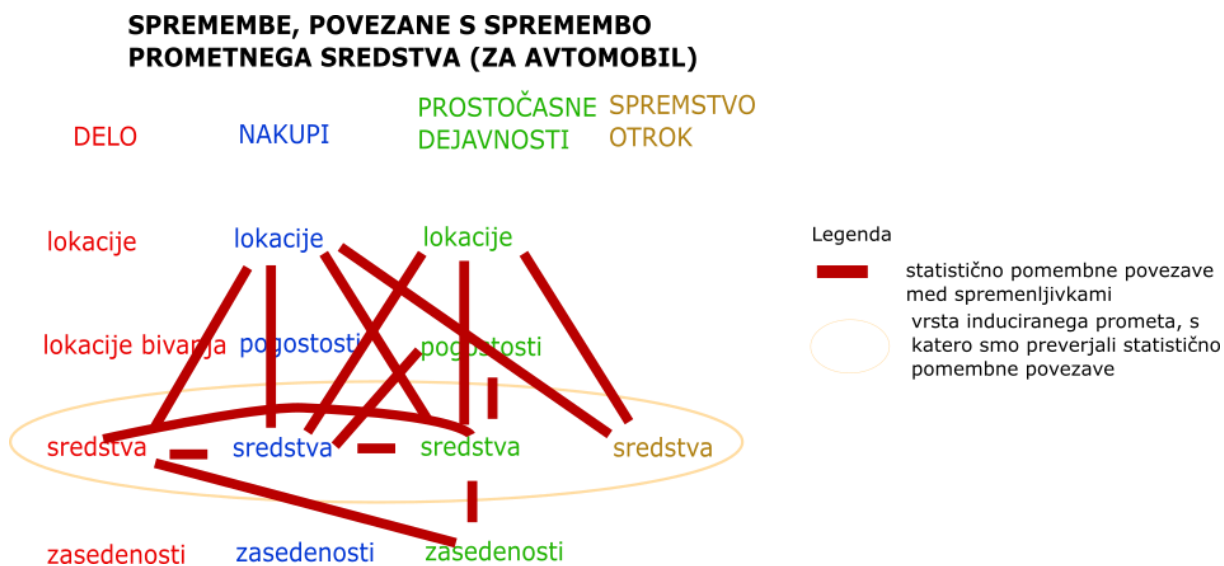 SPREMEMBE, POVEZANE S SPREMEMBO
PROMETNEGA SREDSTVA (ZA AVTOMOBIL)
DELO
NAKUPI
PROSTOČASNE
DEJAVNOSTI
SPREMSTVO
OTROK
lokacije
lokacije
lokacije
lokacije bivanja
pogostosti
pogostosti
sredstva
sredstva
sredstva
sredstva
zasedenosti
zasedenosti
zasedenosti
Legenda
statistično pomembne povezave
med spremenljivkami
vrsta induciranega prometa, s
katero smo preverjali statistično
pomembne povezave